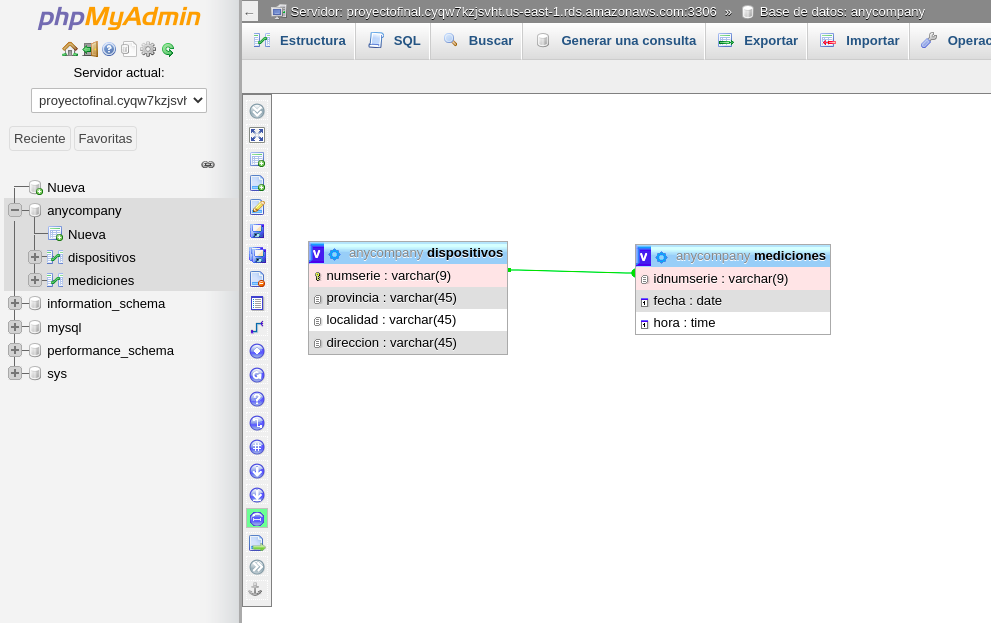 phpMyAdmin
Servidor actual:
proyectofinal.cyqw7kzjsvh
Reciente
Favoritas
Nueva
anycompany
Nueva
dispositivos
mediciones
information_schema
mysql
performance_schema
sys
Servidor: proyectofinal.cyqw7kzjsvht.us-east-1.rds.amazonaws.com:3306 » Base de datos: anycompany
Estructura SQL Buscar Generar una consulta Exportar Importar Operac
V anycompany dispositivos
numserie : varchar(9)
provincia : varchar(45)
localidad : varchar(45)
direccion : varchar(45)
V anycompany mediciones
idnumserie : varchar(9)
fecha : date
hora : time